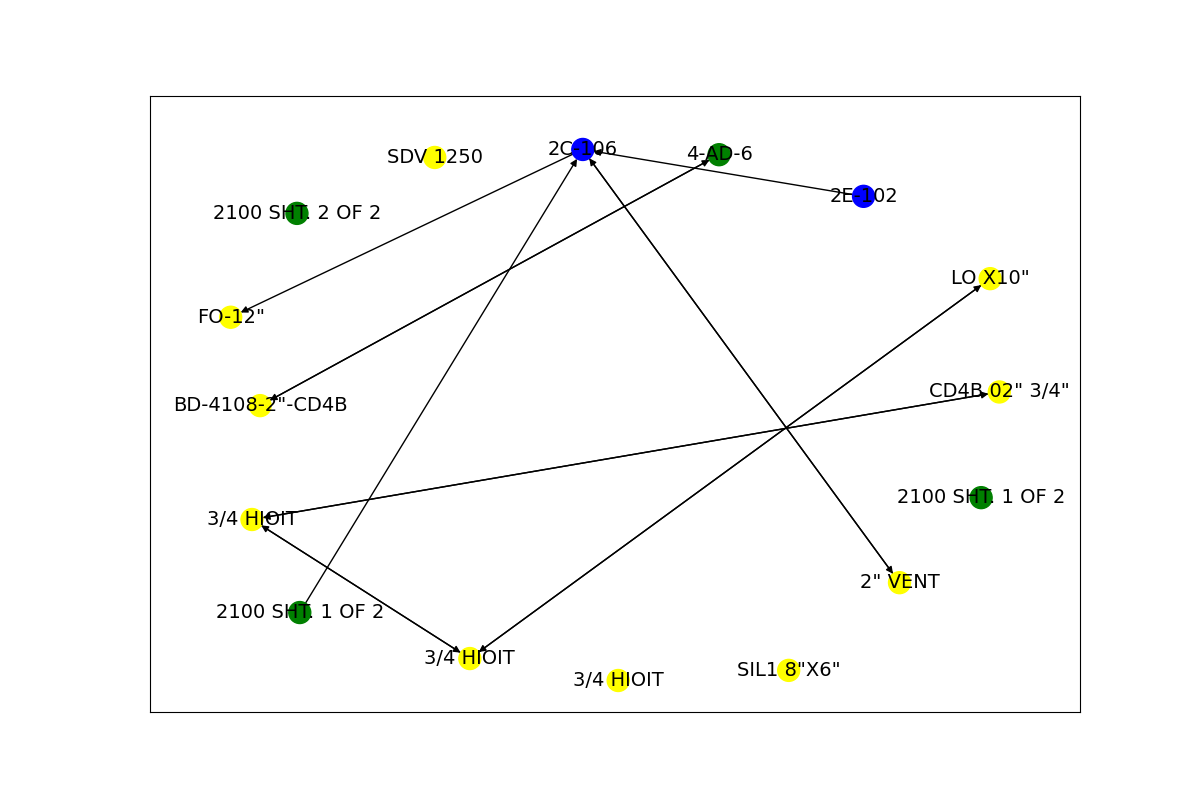 2C-106
4-AD-6
SDV 1250
2E-102
2100 SHT. 2 OF 2
LO X10"
FO-12"
CD4B 02" 3/4"
BD-4108-2"-CD4B
2100 SHT. 1 OF 2
3/4 HIOIT
2" VENT
2100 SHT. 1 OF 2
3/4 HIOIT
SIL1 8"X6"
3/4 HIOIT